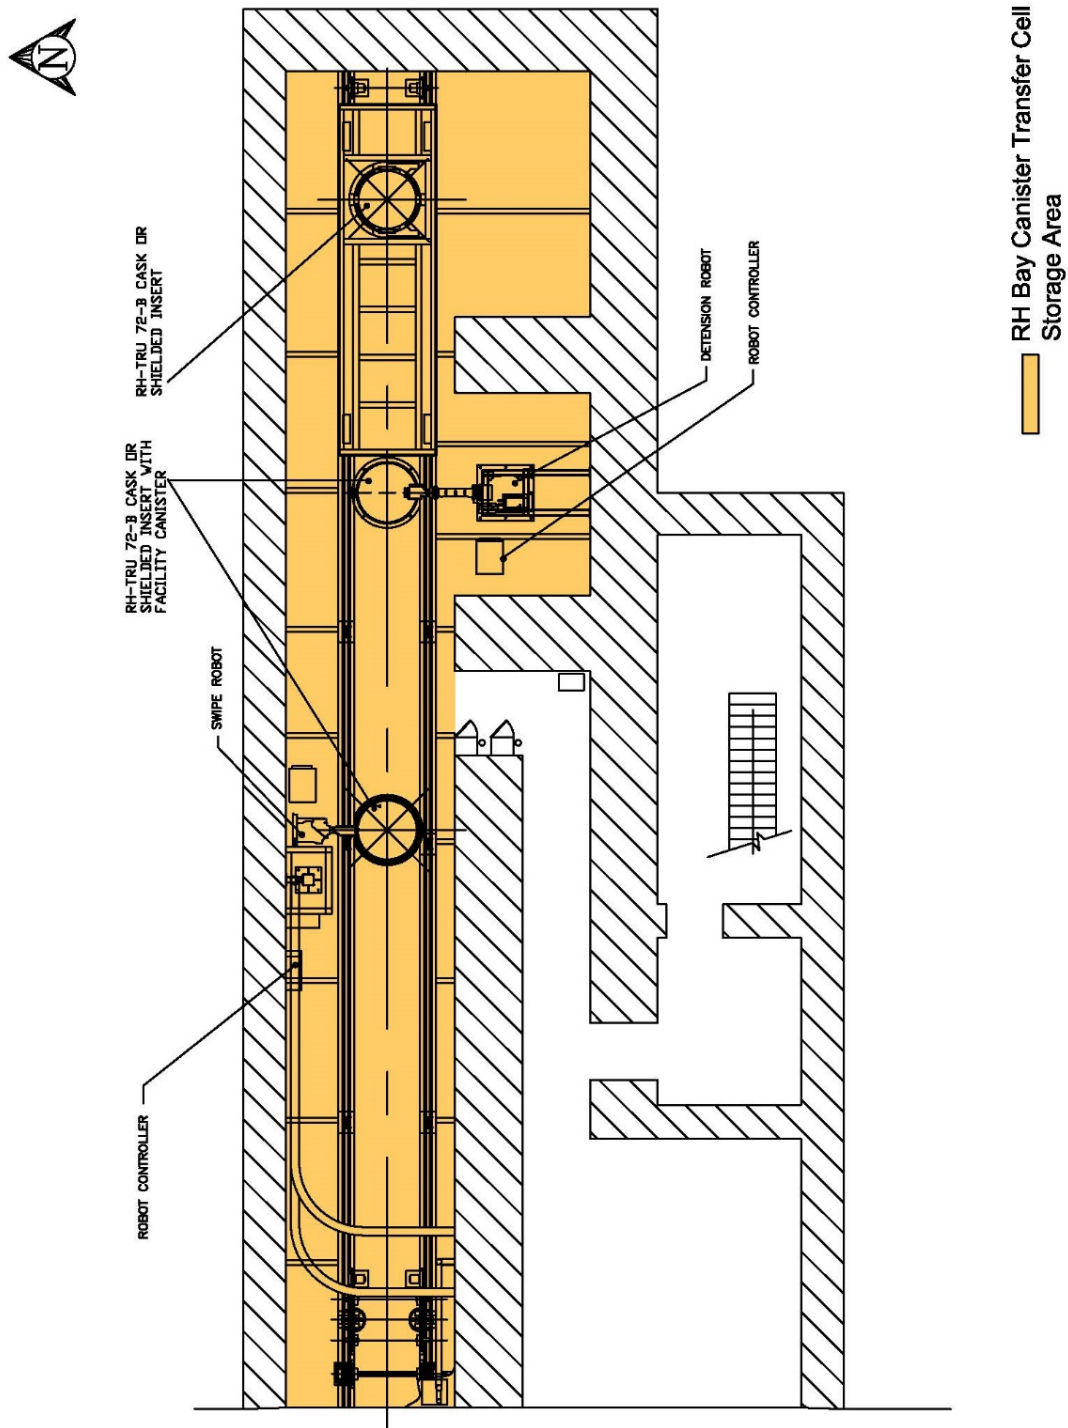 N
RH-TRU 72-B CASK OR
SHIELDED INSERT
RH-TRU 72-B CASK OR
SHIELDED INSERT WITH
FACILITY CANISTER
SWIPE ROBOT
ROBOT CONTROLLER
DETENSION ROBOT
ROBOT CONTROLLER
RH Bay Canister Transfer Cell
Storage Area